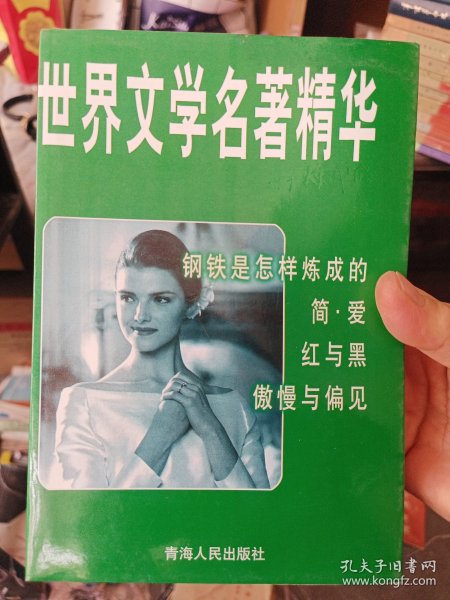 世界文学名著精华
钢铁是怎样炼成的
简·爱
红与黑
傲慢与偏见
青海人民出版社
孔夫子旧书网
www.kongfz.com